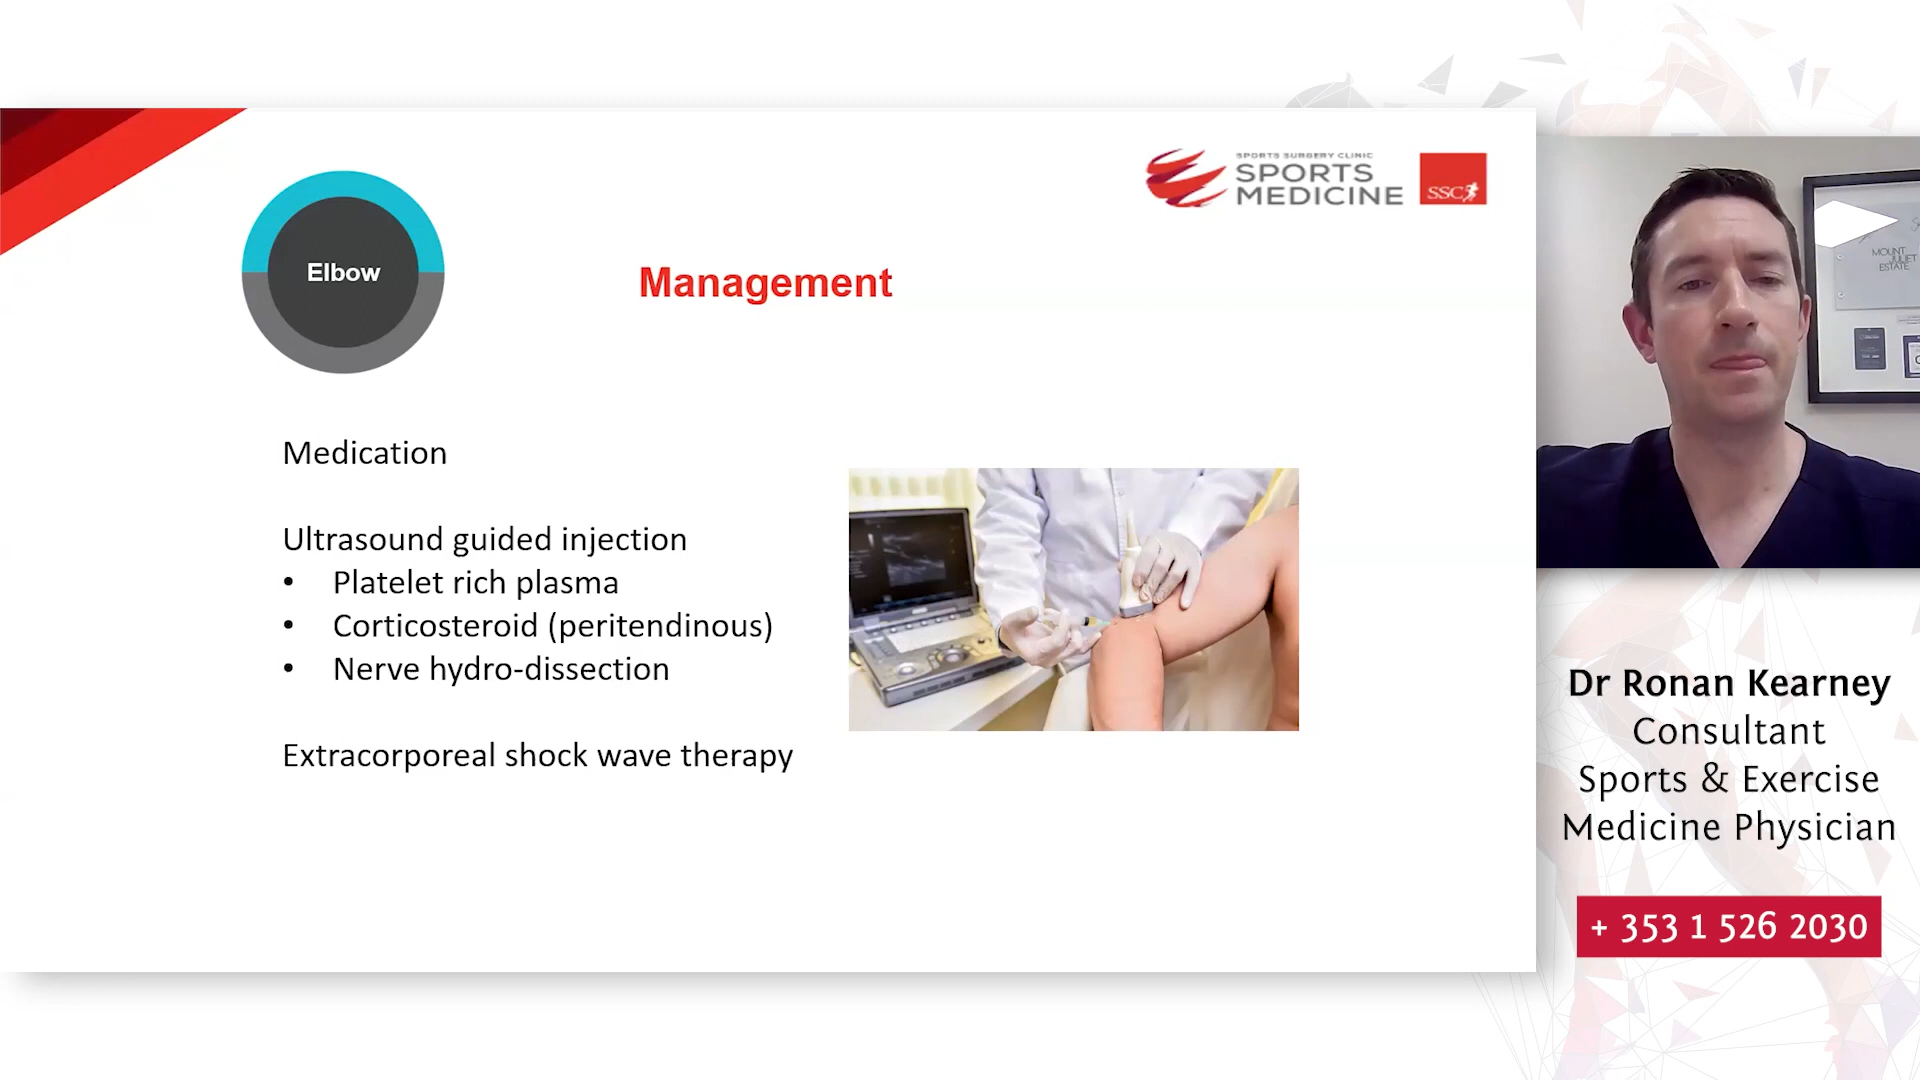 SPORTS SURGERY CLINIC
SPORTS
MEDICINE
SSC
Elbow
Management
Medication
Ultrasound guided injection
• Platelet rich plasma
• Corticosteroid (peritendinous)
• Nerve hydro-dissection
Extracorporeal shock wave therapy
MOUNT
JULIET
ESTATE
Dr Ronan Kearney
Consultant
Sports & Exercise
Medicine Physician
+ 353 1 526 2030